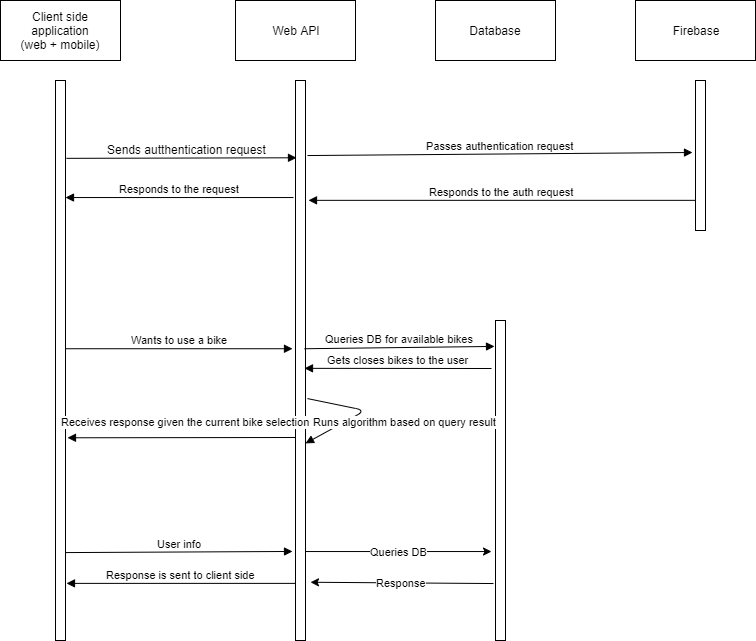 Client side
application
(web + mobile)
Web API
Database
Firebase
Sends autthentication request
Passes authentication request
Responds to the request
Responds to the auth request
Wants to use a bike
Queries DB for available bikes
Gets closes bikes to the user
Receives response given the current bike selection
Runs algorithm based on query result
User info
Queries DB
Response is sent to client side
Response